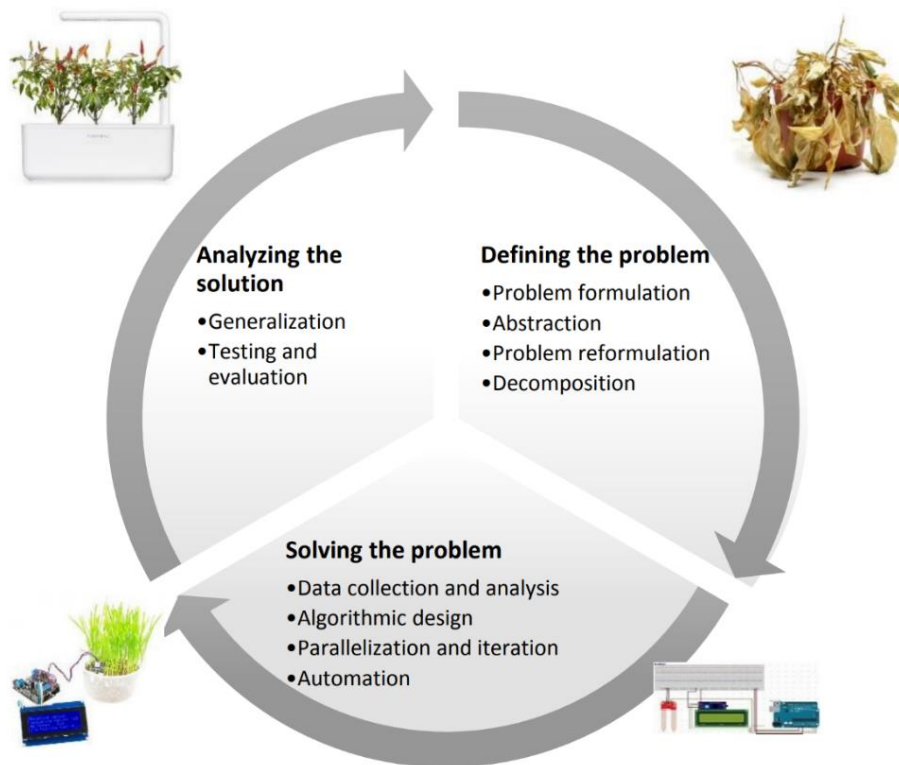 Analyzing the
solution
•Generalization
•Testing and
evaluation
Defining the problem
•Problem formulation
•Abstraction
•Problem reformulation
•Decomposition
Solving the problem
•Data collection and analysis
•Algorithmic design
•Parallelization and iteration
•Automation